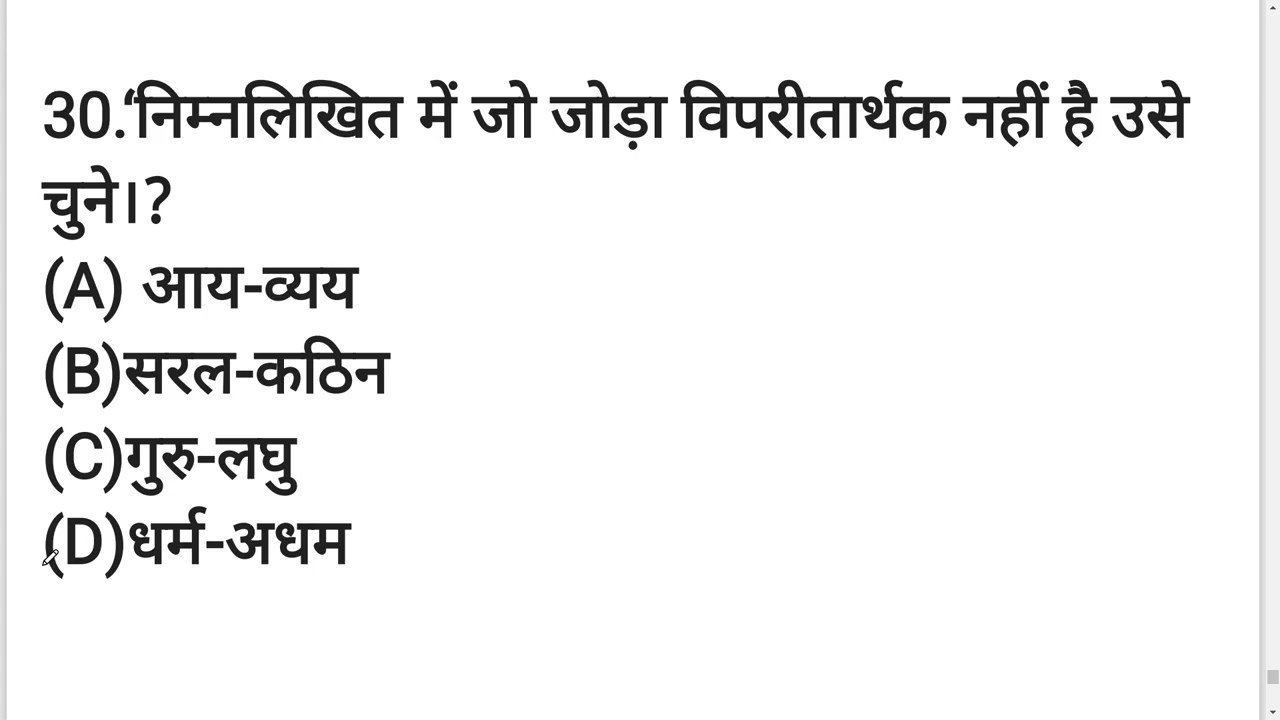 30.‘निम्नलिखित में जो जोड़ा विपरीतार्थक नहीं है उसे
चुने।?
(A) आय-व्यय
(B)सरल-कठिन
(C)गुरु-लघु
(D)धर्म-अधम